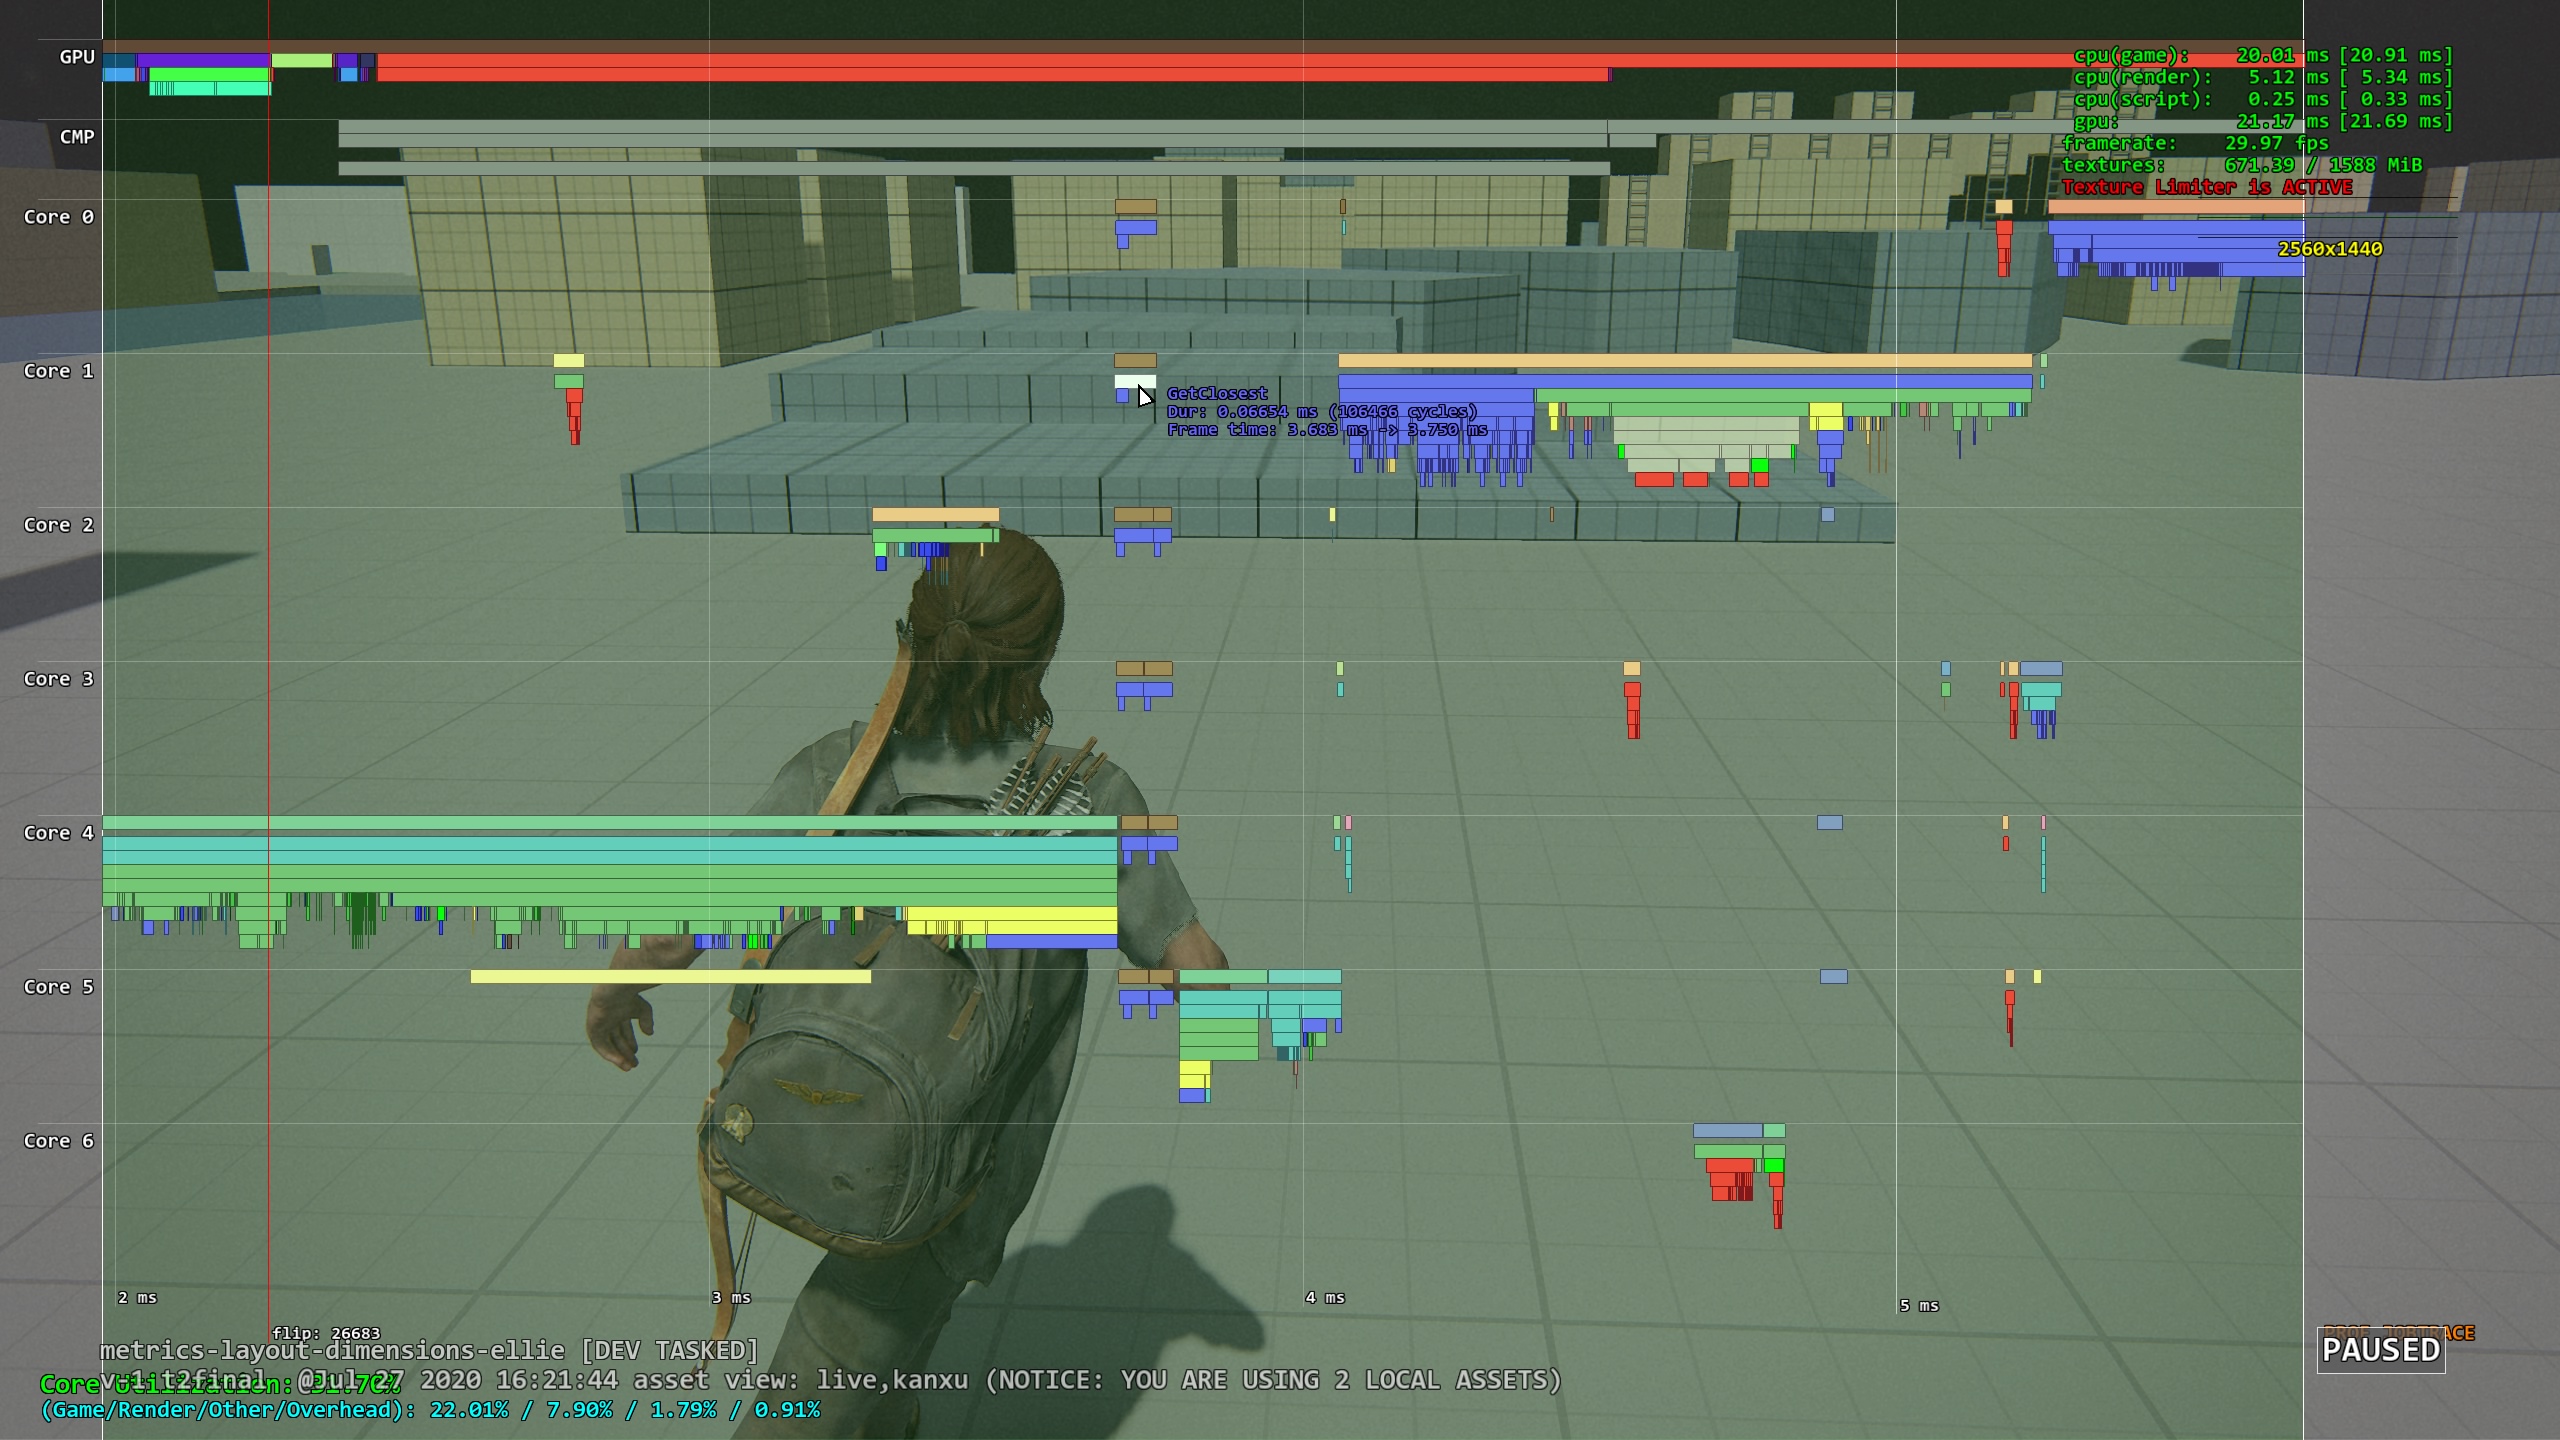 GPU
cpu(game): 20.01 ms [20.91 ms]
cpu(render): 5.12 ms [ 5.34 ms]
cpu(script): 0.25 ms [ 0.33 ms]
gpu: 21.17 ms [21.69 ms]
CMP
framerate: 29.97 fps
textures: 671.39 / 1588 MiB
Texture Limiter is ACTIVE
Core 0
2560x1440
Core 1
GetClosest
Dur: 0.06654 ms (106466 cycles)
Frame time: 3.683 ms -> 3.750 ms
Core 2
Core 3
Core 4
Core 5
Core 6
2 ms
3 ms
4 ms
5 ms
flip: 26683
PROF JOBTRACE
PAUSED
metrics-layout-dimensions-ellie [DEV TASKED]
v-1 t2final @Jul 27 2020 16:21:44 asset view: live,kanxu (NOTICE: YOU ARE USING 2 LOCAL ASSETS)
Core Utilization:
(Game/Render/Other/Overhead): 22.01% / 7.90% / 1.79% / 0.91%